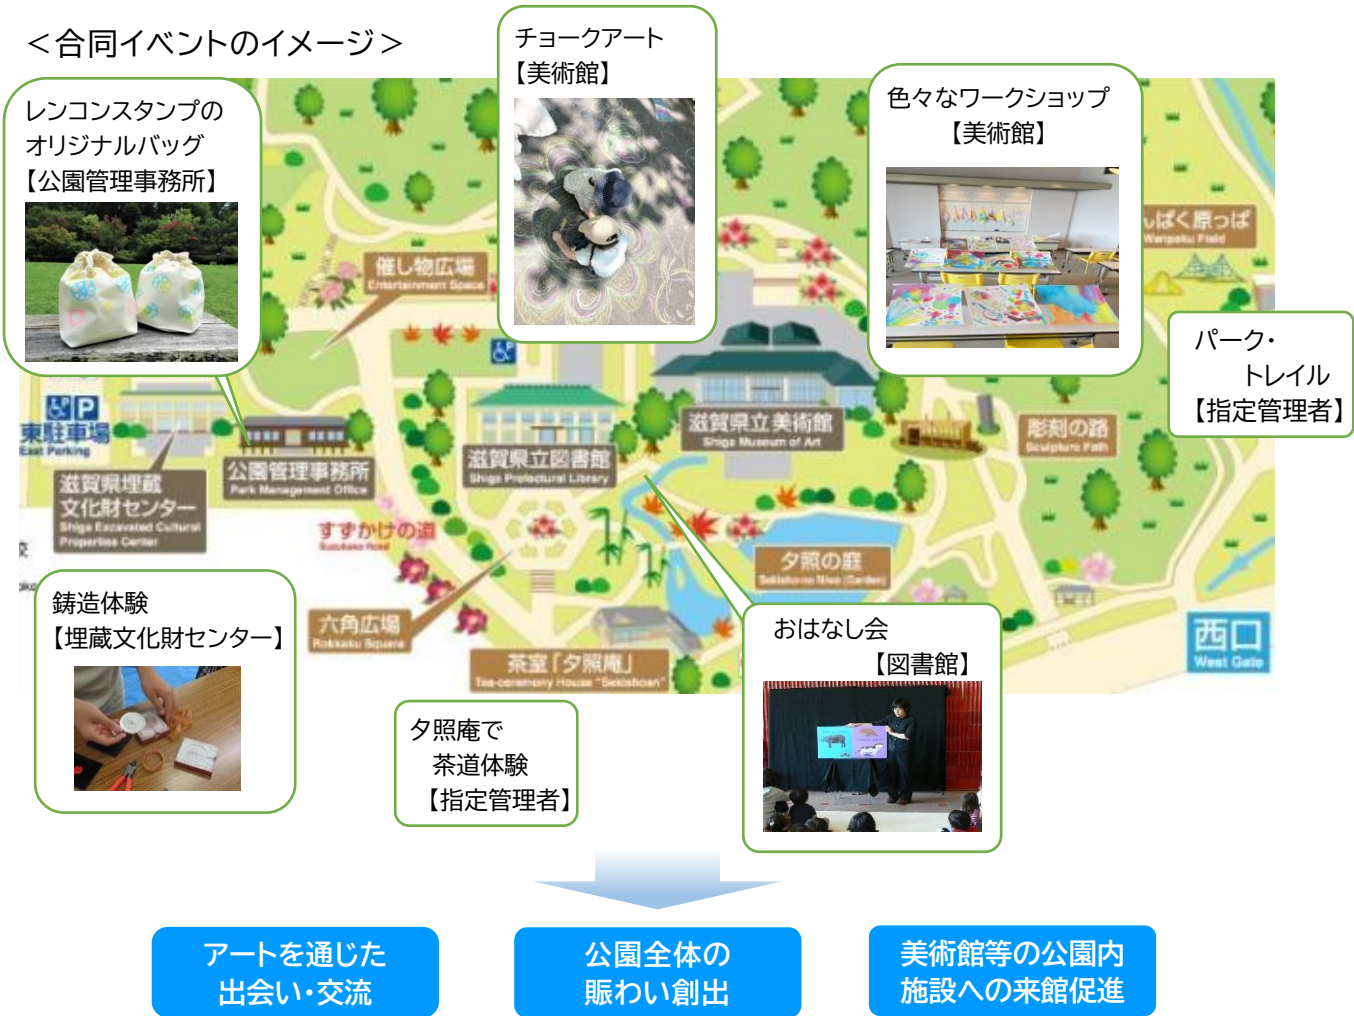 ＜合同イベントのイメージ＞
チョークアート
【美術館】
レンコンスタンプの
オリジナルバッグ
【公園管理事務所】
色々なワークショップ
【美術館】
んぱく原っぱ
Wanpaku Field
催し物広場
Entertainment Space
パーク・
トレイル
【指定管理者】
P
東駐車場
East Parking
滋賀県埋蔵
文化財センター
Shiga Excavated Cultural
Properties Center
公園管理事務所
Park Management Office
滋賀県立図書館
Shiga Prefectural Library
滋賀県立美術館
Shiga Museum of Art
彫刻の路
Sculpture Path
すずかけの道
Suzukake Road
夕照の庭
Sekisho-no Niwa (Garden)
六角広場
Rokkaku Square
茶室「夕照庵」
Tea-ceremony House "Sekishoan"
西口
West Gate
鋳造体験
【埋蔵文化財センター】
夕照庵で
茶道体験
【指定管理者】
おはなし会
【図書館】
アートを通じた
出会い・交流
公園全体の
賑わい創出
美術館等の公園内
施設への来館促進